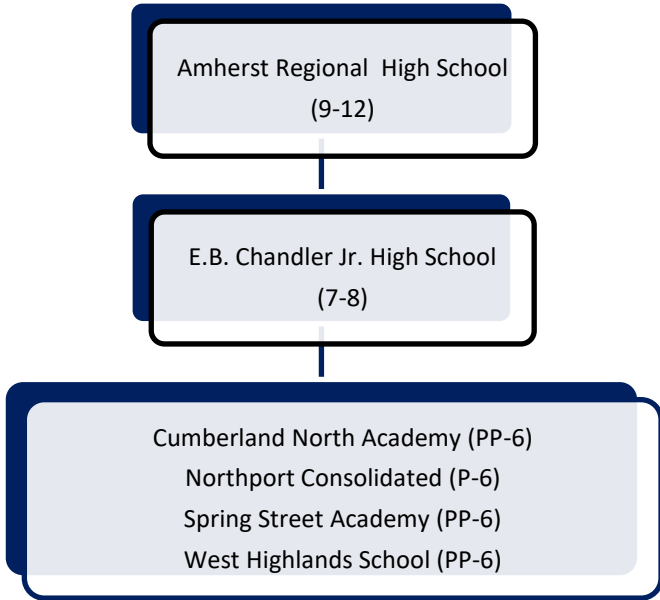 Amherst Regional  High School
(9-12)
E.B. Chandler Jr. High School
(7-8)
Cumberland North Academy (PP-6)
Northport Consolidated (P-6)
Spring Street Academy (PP-6)
West Highlands School (PP-6)